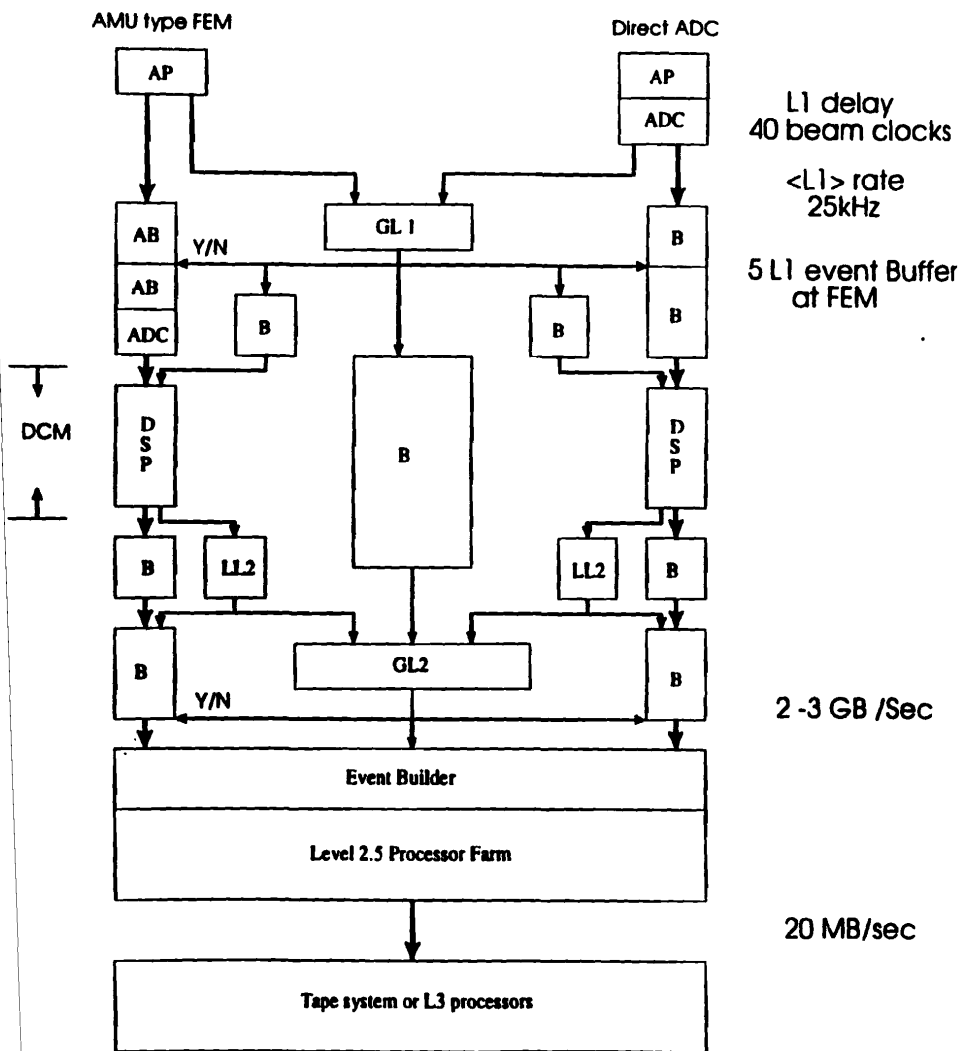 AMU type FEM
Direct ADC
AP
AP
ADC
L1 delay
40 beam clocks
<L1> rate
25kHz
GL 1
AB
Y/N
B
AB
B
B
B
5 L1 event Buffer
at FEM
ADC
DCM
D
S
P
B
D
S
P
B
LL2
LL2
B
B
GL2
B
Y/N
2 -3 GB /Sec
Event Builder
Level 2.5 Processor Farm
20 MB/sec
Tape system or L3 processors